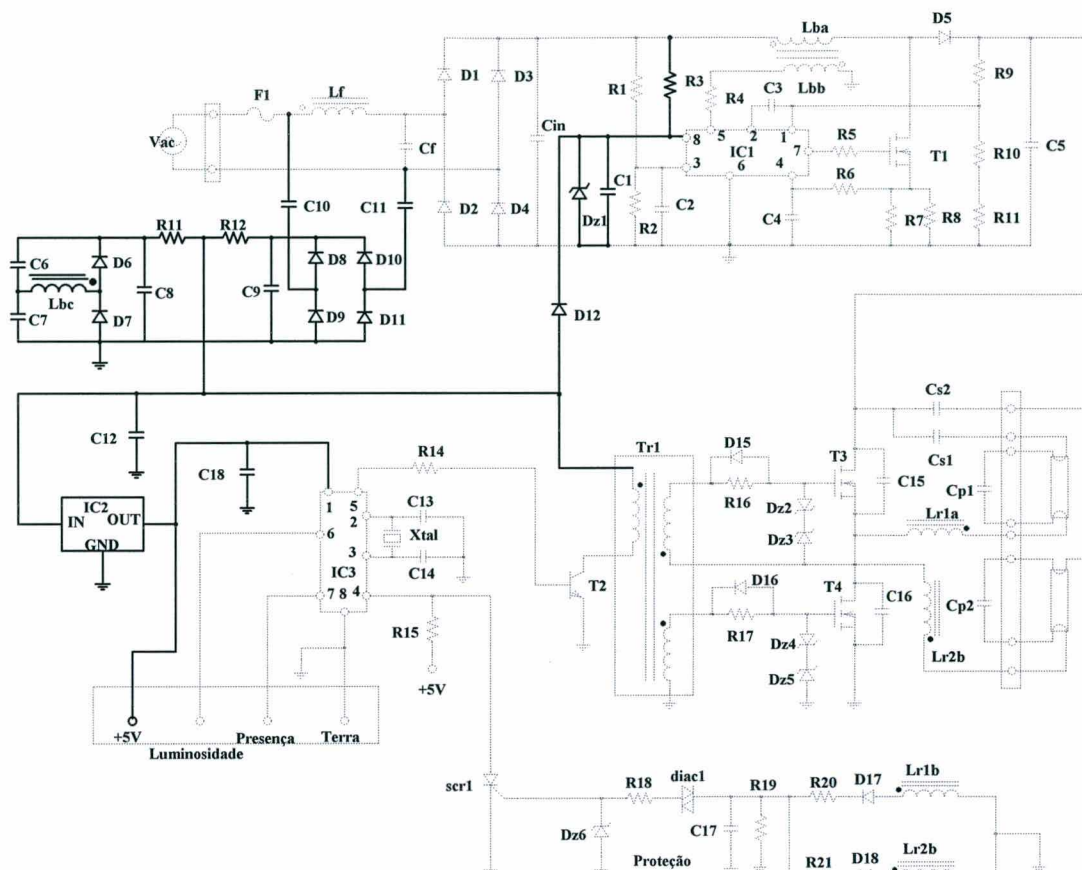 Lba
D5
D1
D3
R1
R3
R9
C3
Lbb
F1
Lf
R4
Vac
Cin
5
2
1
8
IC1
7
R5
T1
C5
Cf
3
6
4
R10
C1
R6
C10
C11
D2
D4
C2
Dz1
C4
R7
R8
R11
R2
R11
R12
C6
D6
D8
D10
Lbc
C8
C9
C7
D7
D9
D11
D12
Cs2
C12
R14
Tr1
D15
T3
Cs1
C18
C15
Cp1
IC2
IN
OUT
GND
1
5
C13
R16
Dz2
2
Lr1a
6
Xtal
Dz3
3
IC3
C14
T2
D16
T4
7
8
4
C16
Cp2
R15
R17
Dz4
Lr2b
+5V
Dz5
+5V
Luminosidade
Presença
Terra
scr1
R18
diac1
R19
R20
D17
Lr1b
Dz6
C17
Proteção
R21
D18
Lr2b